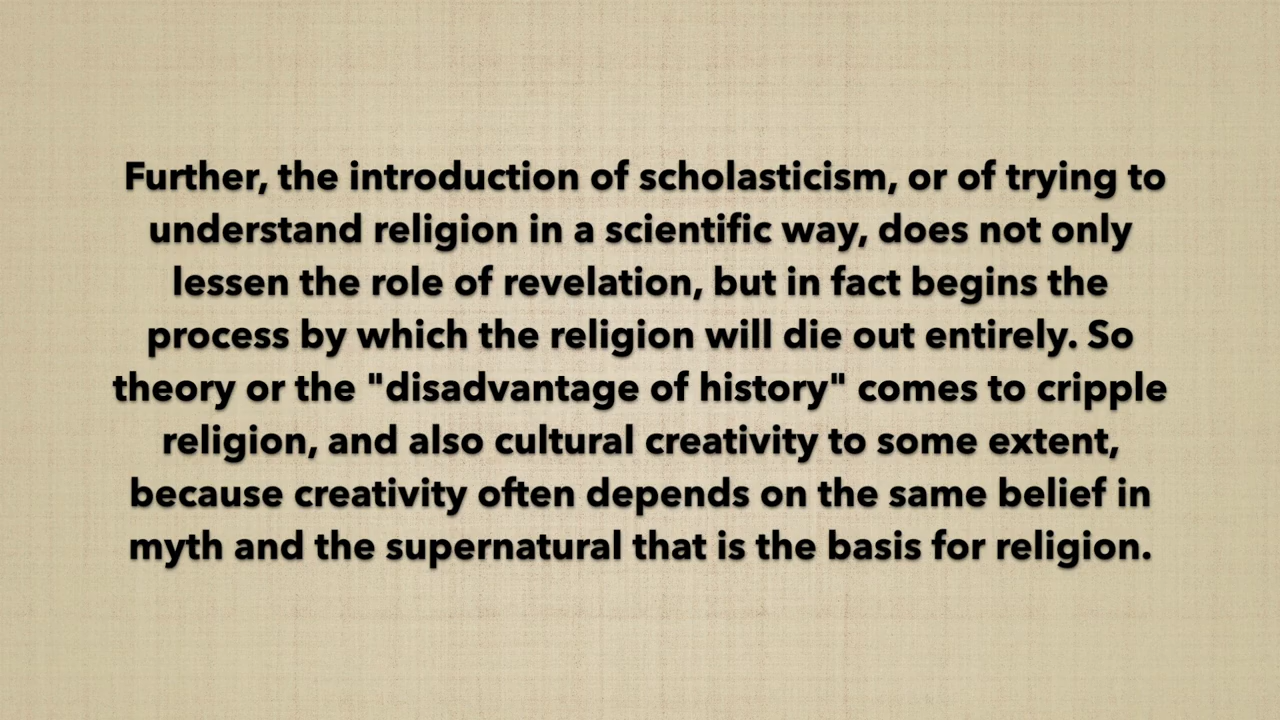 Further, the introduction of scholasticism, or of trying to
understand religion in a scientific way, does not only
lessen the role of revelation, but in fact begins the
process by which the religion will die out entirely. So
theory or the "disadvantage of history" comes to cripple
religion, and also cultural creativity to some extent,
because creativity often depends on the same belief in
myth and the supernatural that is the basis for religion.